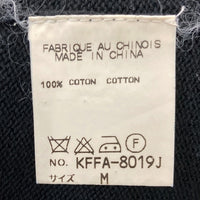 FABRIQUE AU CHINOIS
MADE IN CHINA
100% COTON COTTON
F
NO. KFFA-8019J
サイズ M